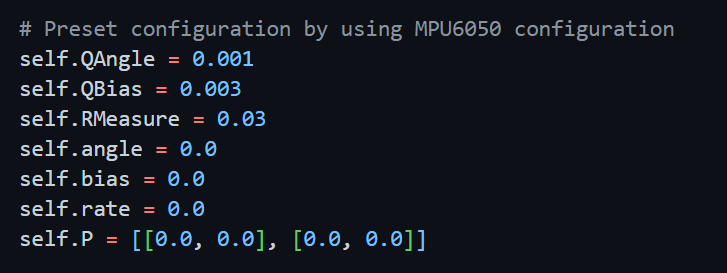 # Preset configuration by using MPU6050 configuration
self.QAngle = 0.001
self.QBias = 0.003
self.RMeasure = 0.03
self.angle = 0.0
self.bias = 0.0
self.rate = 0.0
self.P = [[0.0, 0.0], [0.0, 0.0]]